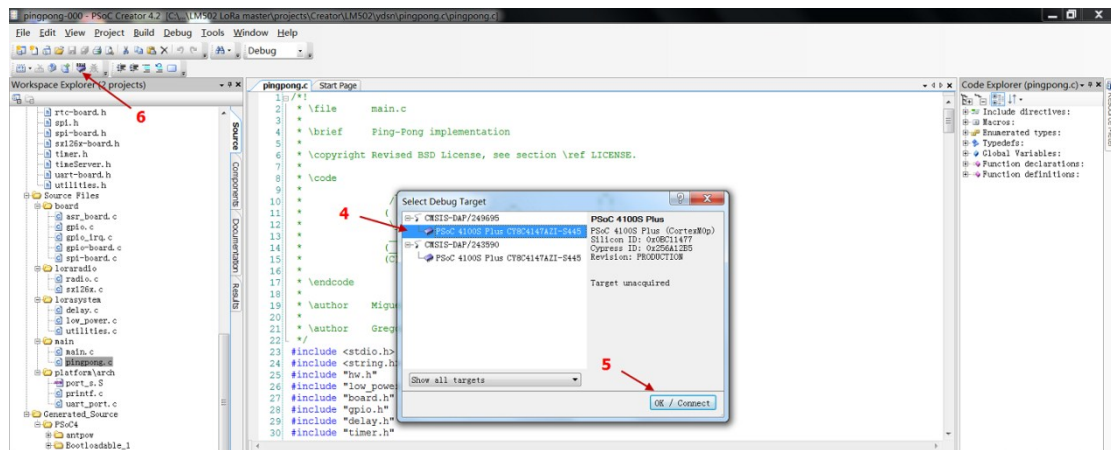 pingpong-000 - PSoC Creator 4.2 [C:\...\LM502 LoRa master\projects\Creator\LM502\ydsn\pingpong.c\pingpong.c]
File Edit View Project Build Debug Tools Window Help
Debug
6
Workspace Explorer (2 projects)
rtc-board.h
spi.h
spi-board.h
sx126x-board.h
timer.h
timeServer.h
uart-board.h
utilities.h
Source Files
board
asr_board.c
gpio.c
gpio_irq.c
gpio-board.c
spi-board.c
loraradio
radio.c
sx126x.c
lorasystem
delay.c
low_power.c
utilities.c
main
main.c
pingpong.c
platform\arch
port_s.S
printf.c
uart_port.c
Generated_Source
PSoC4
antpow
Bootloadable_1
Source
Components
Documentation
Results
pingpong.c Start Page
1 /*!
2 * \file main.c
3 *
4 * \brief Ping-Pong implementation
5 *
6 * \copyright Revised BSD License, see section \ref LICENSE.
7 *
8 * \code
9 *
10 *
11 *
12 *
13 *
14 *
15 *
16 *
17 * \endcode
18 *
19 * \author Migue
20 *
21 * \author Grego
22 */
23 #include <stdio.h>
24 #include <string.h>
25 #include "hw.h"
26 #include "low_power
27 #include "board.h"
28 #include "gpio.h"
29 #include "delay.h"
30 #include "timer.h"
4
Select Debug Target
CMSIS-DAP/249695
PSoC 4100S Plus CY8C4147AZI-S445
CMSIS-DAP/243590
PSoC 4100S Plus CY8C4147AZI-S445
PSoC 4100S Plus
PSoC 4100S Plus (CortexM0p)
Silicon ID: 0x0BC11477
Cypress ID: 0x256A12B5
Revision: PRODUCTION
Target unacquired
5
Show all targets
OK / Connect
Code Explorer (pingpong.c)
Include directives:
Macros:
Enumerated types:
Typedefs:
Global Variables:
Function declarations:
Function definitions: